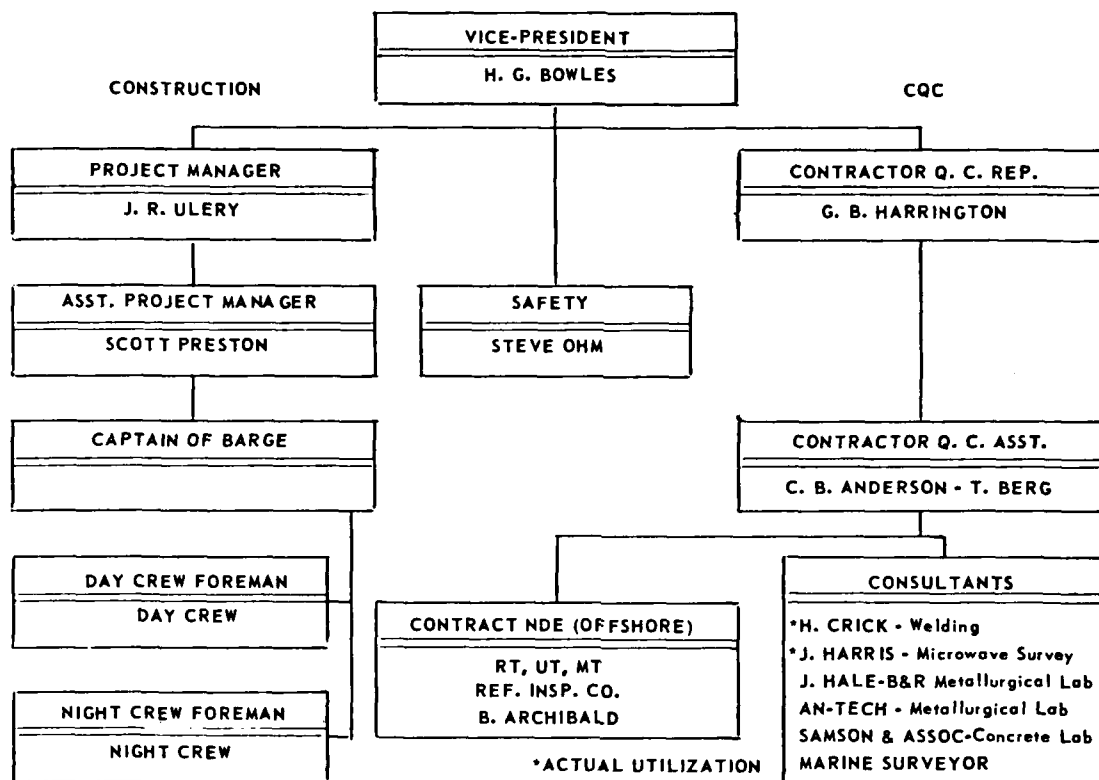 VICE-PRESIDENT
H. G. BOWLES
CONSTRUCTION
CQC
PROJECT MANAGER
J. R. ULERY
CONTRACTOR Q. C. REP.
G. B. HARRINGTON
ASST. PROJECT MANAGER
SCOTT PRESTON
SAFETY
STEVE OHM
CAPTAIN OF BARGE
CONTRACTOR Q. C. ASST.
C. B. ANDERSON - T. BERG
DAY CREW FOREMAN
DAY CREW
NIGHT CREW FOREMAN
NIGHT CREW
CONTRACT NDE (OFFSHORE)
RT, UT, MT
REF. INSP. CO.
B. ARCHIBALD
CONSULTANTS
*H. CRICK - Welding
*J. HARRIS - Microwave Survey
J. HALE-B&R Metallurgical Lab
AN-TECH - Metallurgical Lab
SAMSON & ASSOC-Concrete Lab
MARINE SURVEYOR
*ACTUAL UTILIZATION